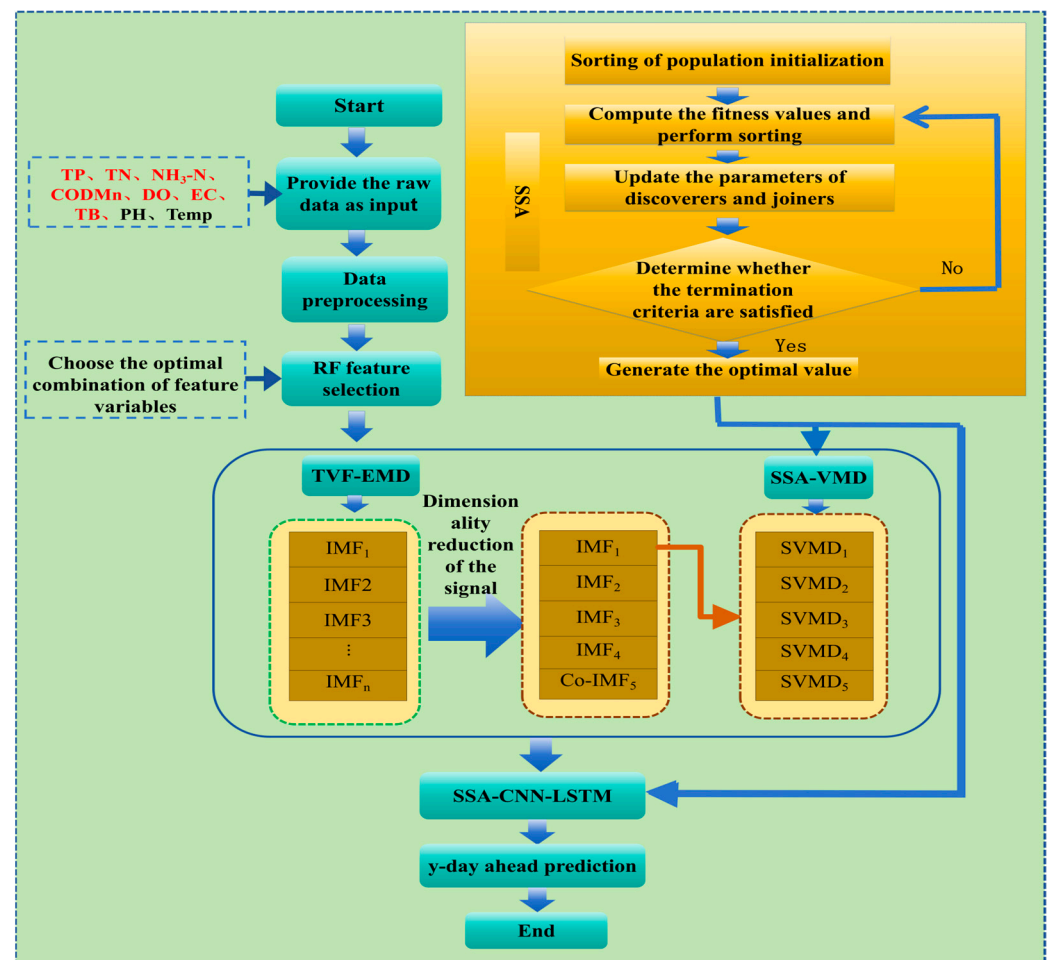 Start
TP、TN、NH₃-N、
CODMn、DO、EC、
TB、PH、Temp
Provide the raw
data as input
Data
preprocessing
Choose the optimal
combination of feature
variables
RF feature
selection
Sorting of population initialization
Compute the fitness values and
perform sorting
SSA
Update the parameters of
discoverers and joiners
Determine whether
the termination
criteria are satisfied
No
Yes
Generate the optimal value
TVF-EMD
IMF₁
IMF2
IMF3
⋮
IMFₙ
Dimension
ality
reduction
of the
signal
IMF₁
IMF₂
IMF₃
IMF₄
Co-IMF₅
SSA-VMD
SVMD₁
SVMD₂
SVMD₃
SVMD₄
SVMD₅
SSA-CNN-LSTM
y-day ahead prediction
End